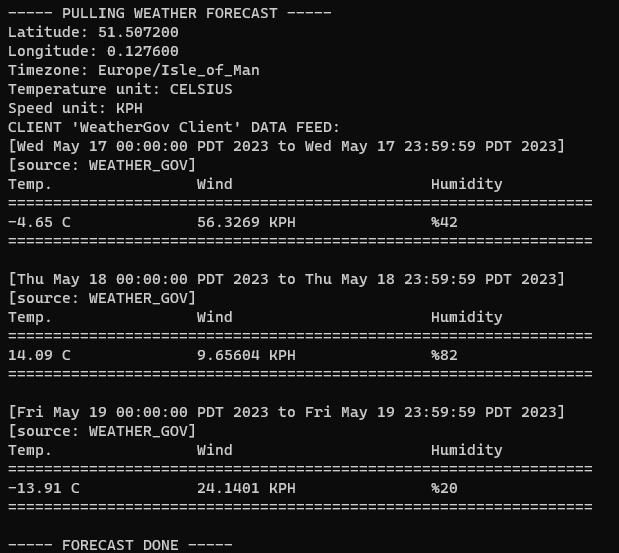 ----- PULLING WEATHER FORECAST -----
Latitude: 51.507200
Longitude: 0.127600
Timezone: Europe/Isle_of_Man
Temperature unit: CELSIUS
Speed unit: KPH
CLIENT 'WeatherGov Client' DATA FEED:
[Wed May 17 00:00:00 PDT 2023 to Wed May 17 23:59:59 PDT 2023]
[source: WEATHER_GOV]
Temp.                Wind                      Humidity
=================================================================
-4.65 C              56.3269 KPH               %42
=================================================================

[Thu May 18 00:00:00 PDT 2023 to Thu May 18 23:59:59 PDT 2023]
[source: WEATHER_GOV]
Temp.                Wind                      Humidity
=================================================================
14.09 C              9.65604 KPH               %82
=================================================================

[Fri May 19 00:00:00 PDT 2023 to Fri May 19 23:59:59 PDT 2023]
[source: WEATHER_GOV]
Temp.                Wind                      Humidity
=================================================================
-13.91 C             24.1401 KPH               %20
=================================================================

----- FORECAST DONE -----